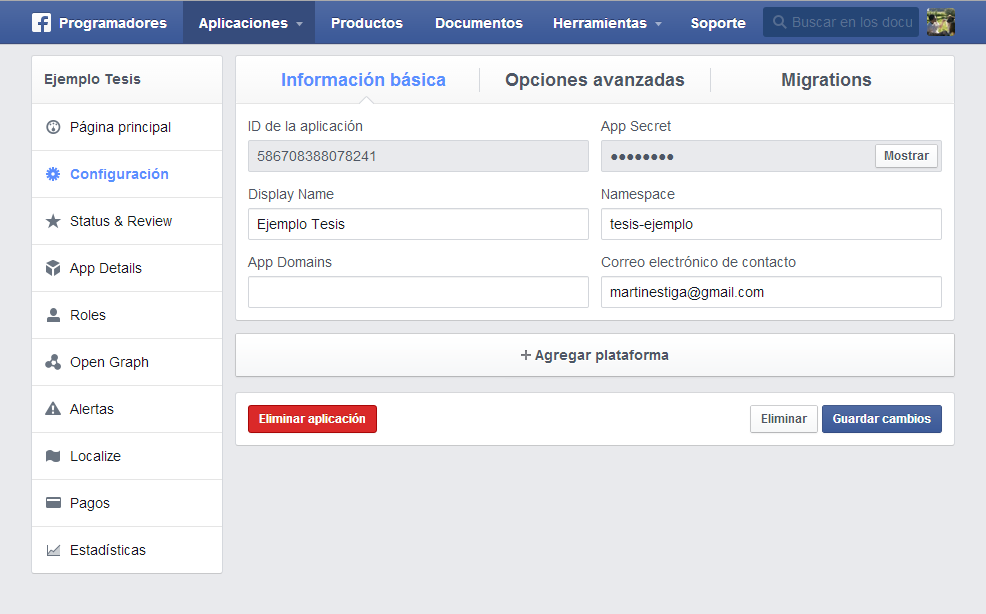 Programadores Aplicaciones Productos Documentos Herramientas Soporte Buscar en los docu
Ejemplo Tesis
Página principal
Configuración
Status & Review
App Details
Roles
Open Graph
Alertas
Localize
Pagos
Estadísticas
Información básica Opciones avanzadas Migrations
ID de la aplicación App Secret
586708388078241 •••••••• Mostrar
Display Name Namespace
Ejemplo Tesis tesis-ejemplo
App Domains Correo electrónico de contacto
martinestiga@gmail.com
+ Agregar plataforma
Eliminar aplicación Eliminar Guardar cambios